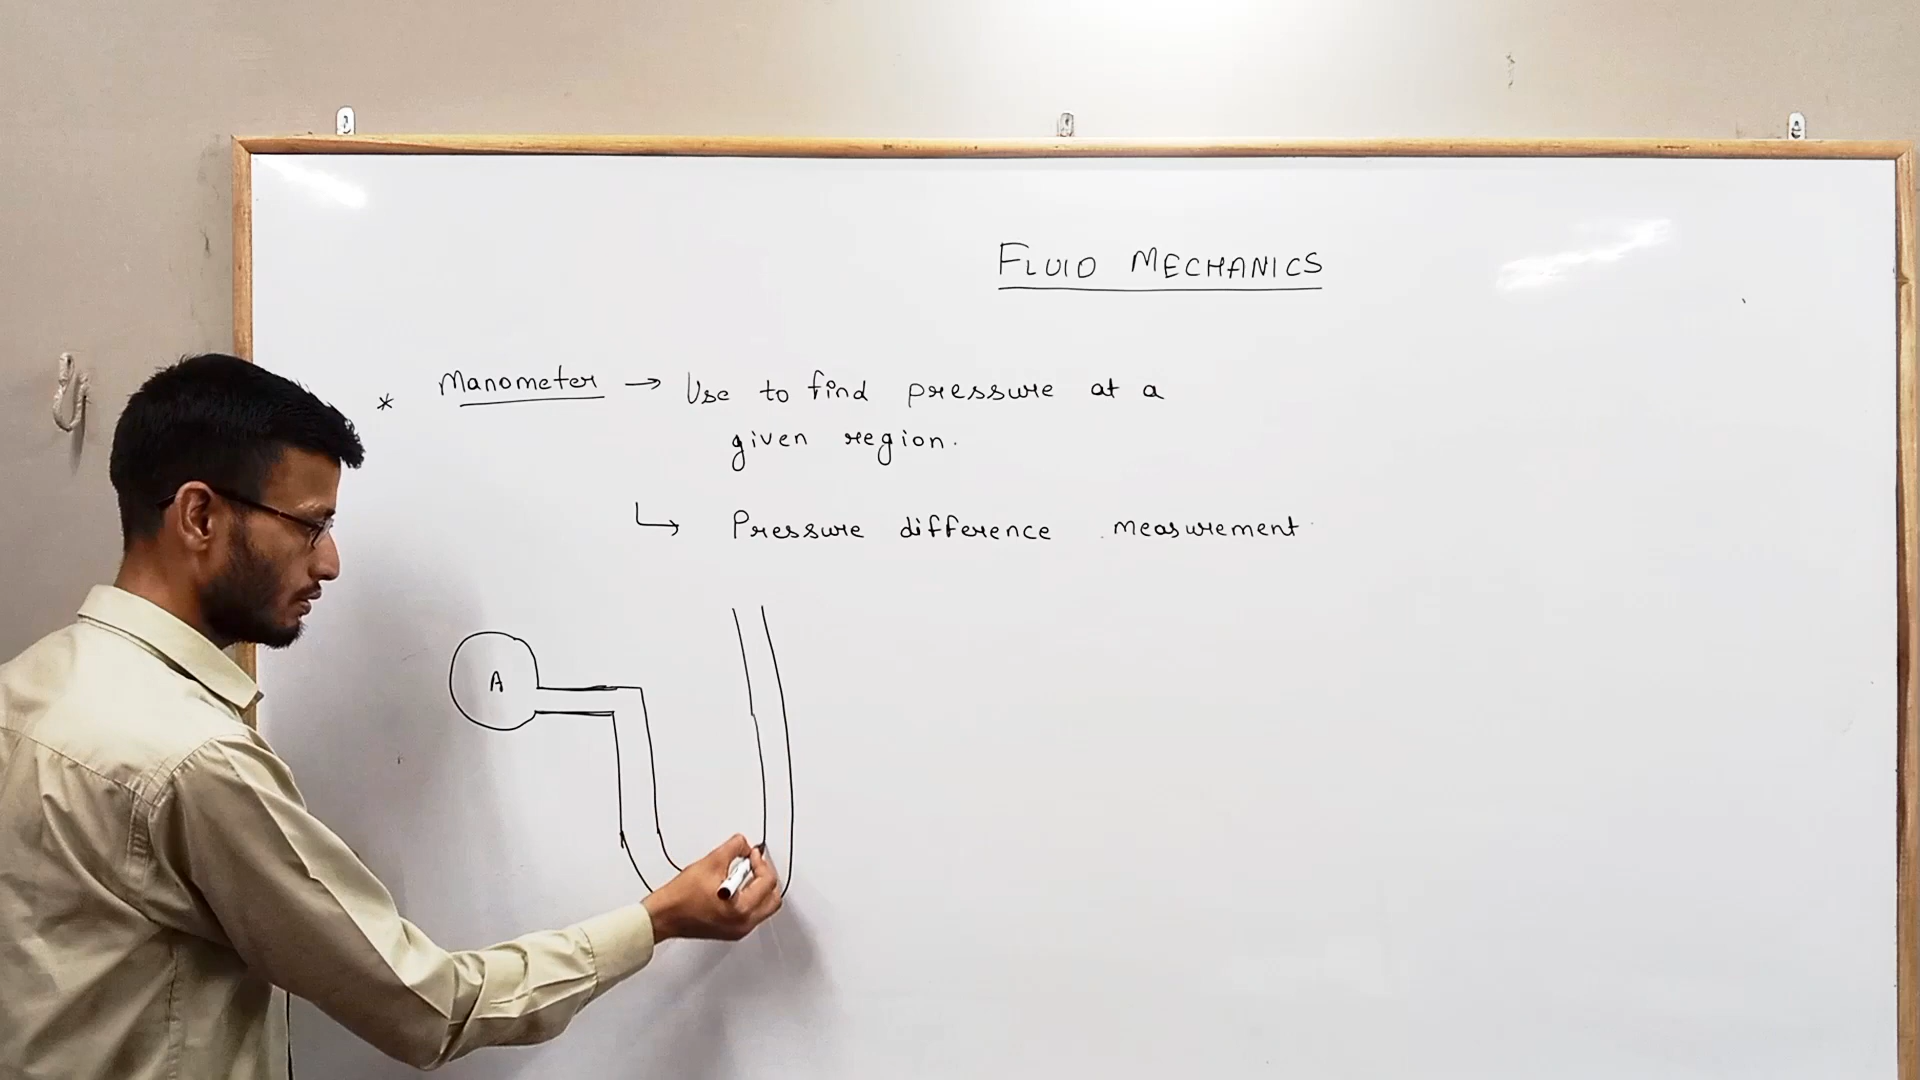 FLUID MECHANICS
* Manometer → Use to find pressure at a
given region.
↳ Pressure difference measurement
A